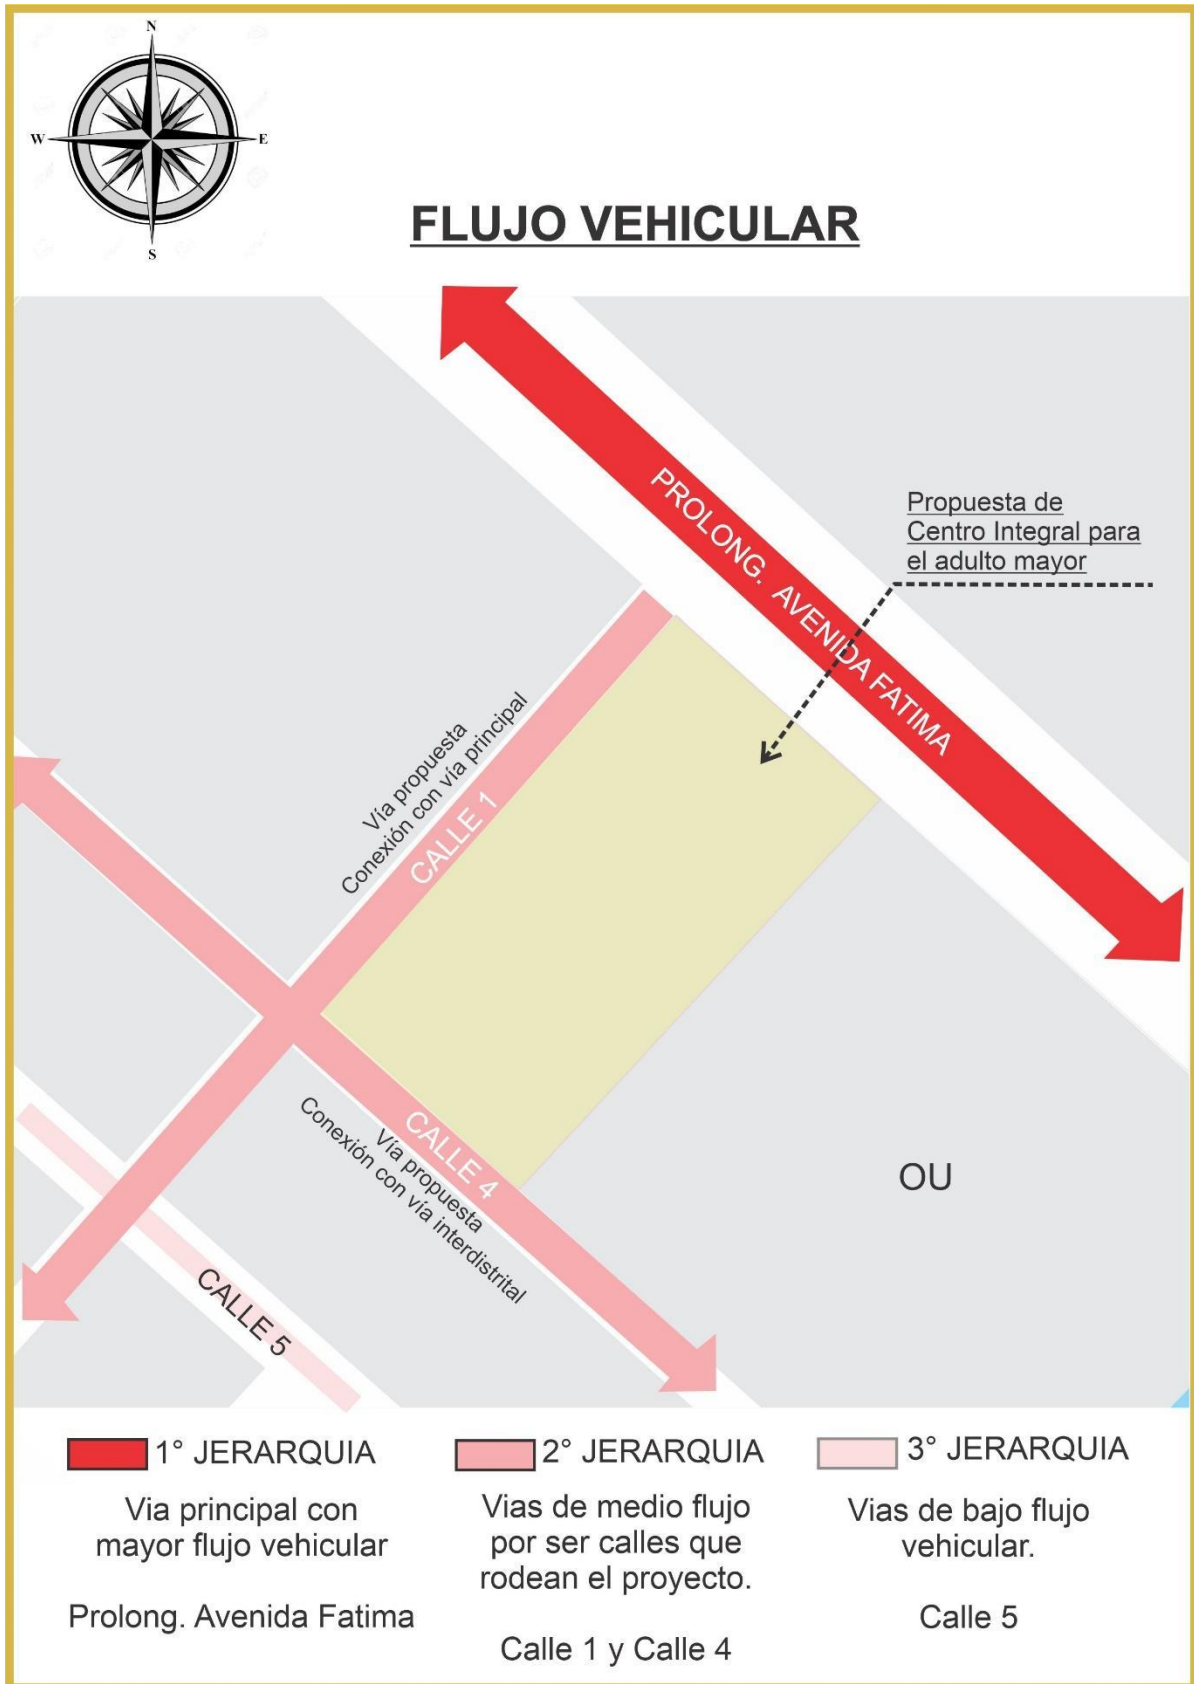 N
W
E
S
FLUJO VEHICULAR
PROLONG. AVENIDA FATIMA
Propuesta de
Centro Integral para
el adulto mayor
Vía propuesta
Conexión con vía principal
CALLE 1
CALLE 4
Vía propuesta
Conexión con vía interdistrital
OU
CALLE 5
1° JERARQUIA
Via principal con
mayor flujo vehicular
Prolong. Avenida Fatima
2° JERARQUIA
Vias de medio flujo
por ser calles que
rodean el proyecto.
Calle 1 y Calle 4
3° JERARQUIA
Vias de bajo flujo
vehicular.
Calle 5